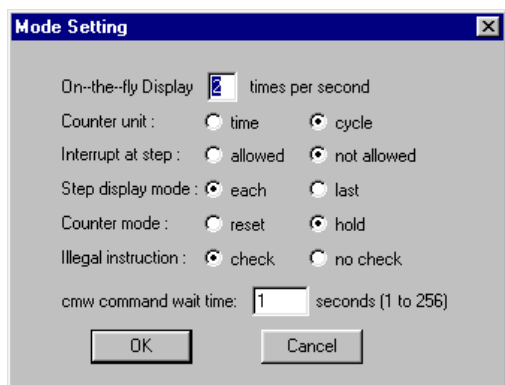 Mode Setting
On--the--fly Display 2 times per second
Counter unit : time cycle
Interrupt at step : allowed not allowed
Step display mode : each last
Counter mode : reset hold
Illegal instruction : check no check
cmw command wait time: 1 seconds (1 to 256)
OK Cancel